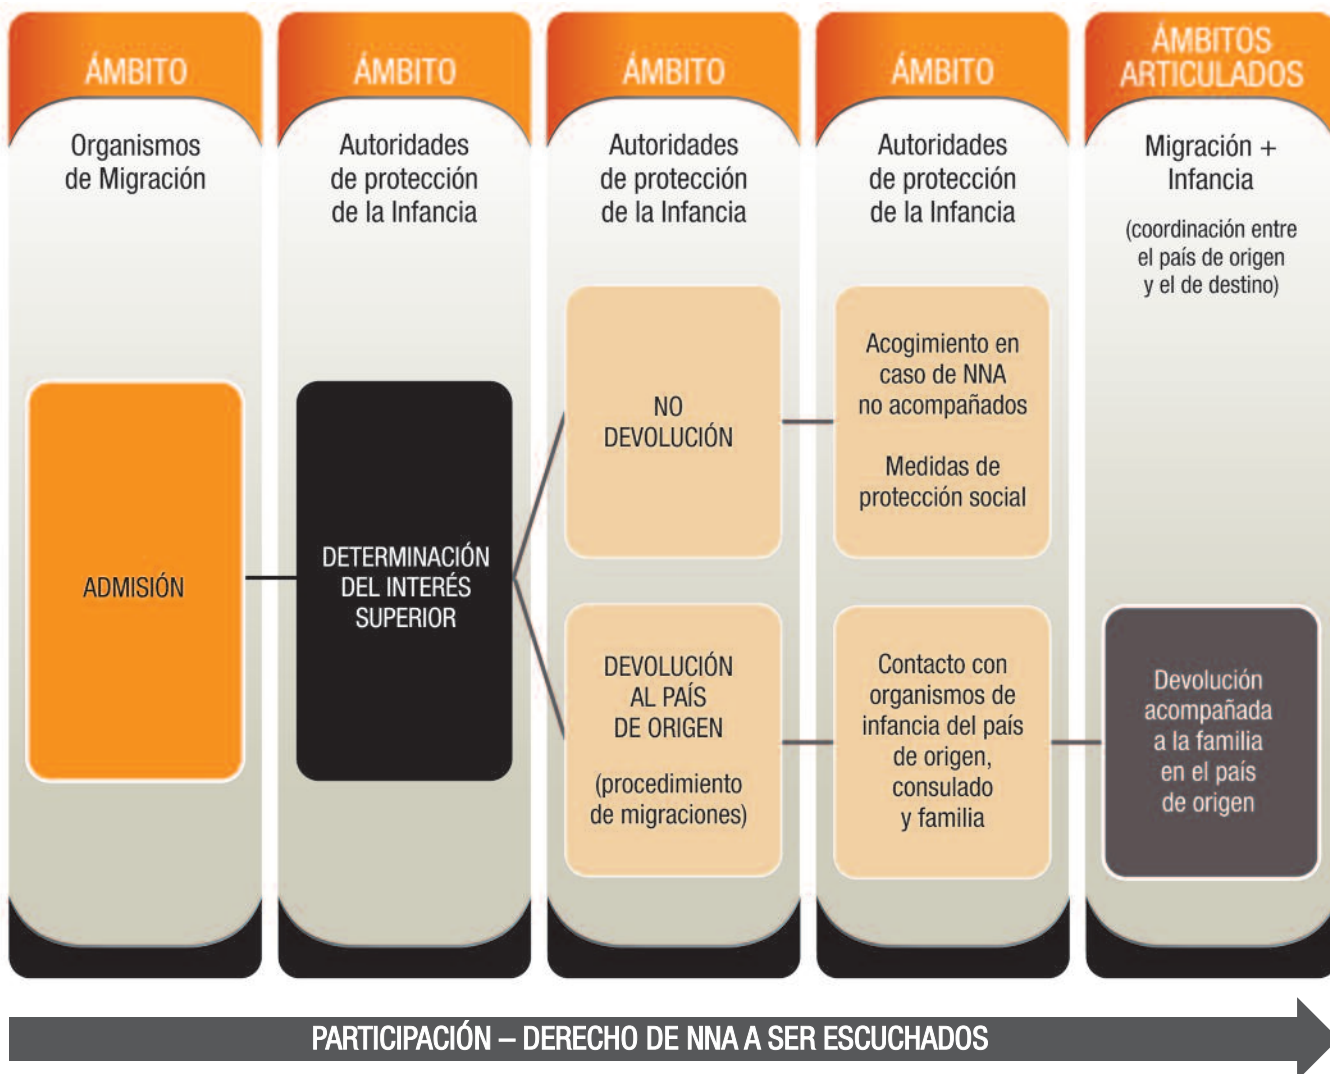 ÁMBITO
Organismos
de Migración
ADMISIÓN
ÁMBITO
Autoridades
de protección
de la Infancia
DETERMINACIÓN
DEL INTERÉS
SUPERIOR
ÁMBITO
Autoridades
de protección
de la Infancia
NO
DEVOLUCIÓN
DEVOLUCIÓN
AL PAÍS
DE ORIGEN
(procedimiento
de migraciones)
ÁMBITO
Autoridades
de protección
de la Infancia
Acogimiento en
caso de NNA
no acompañados
Medidas de
protección social
Contacto con
organismos de
infancia del país
de origen,
consulado
y familia
ÁMBITOS
ARTICULADOS
Migración +
Infancia
(coordinación entre
el país de origen
y el de destino)
Devolución
acompañada
a la familia
en el país
de origen
PARTICIPACIÓN – DERECHO DE NNA A SER ESCUCHADOS